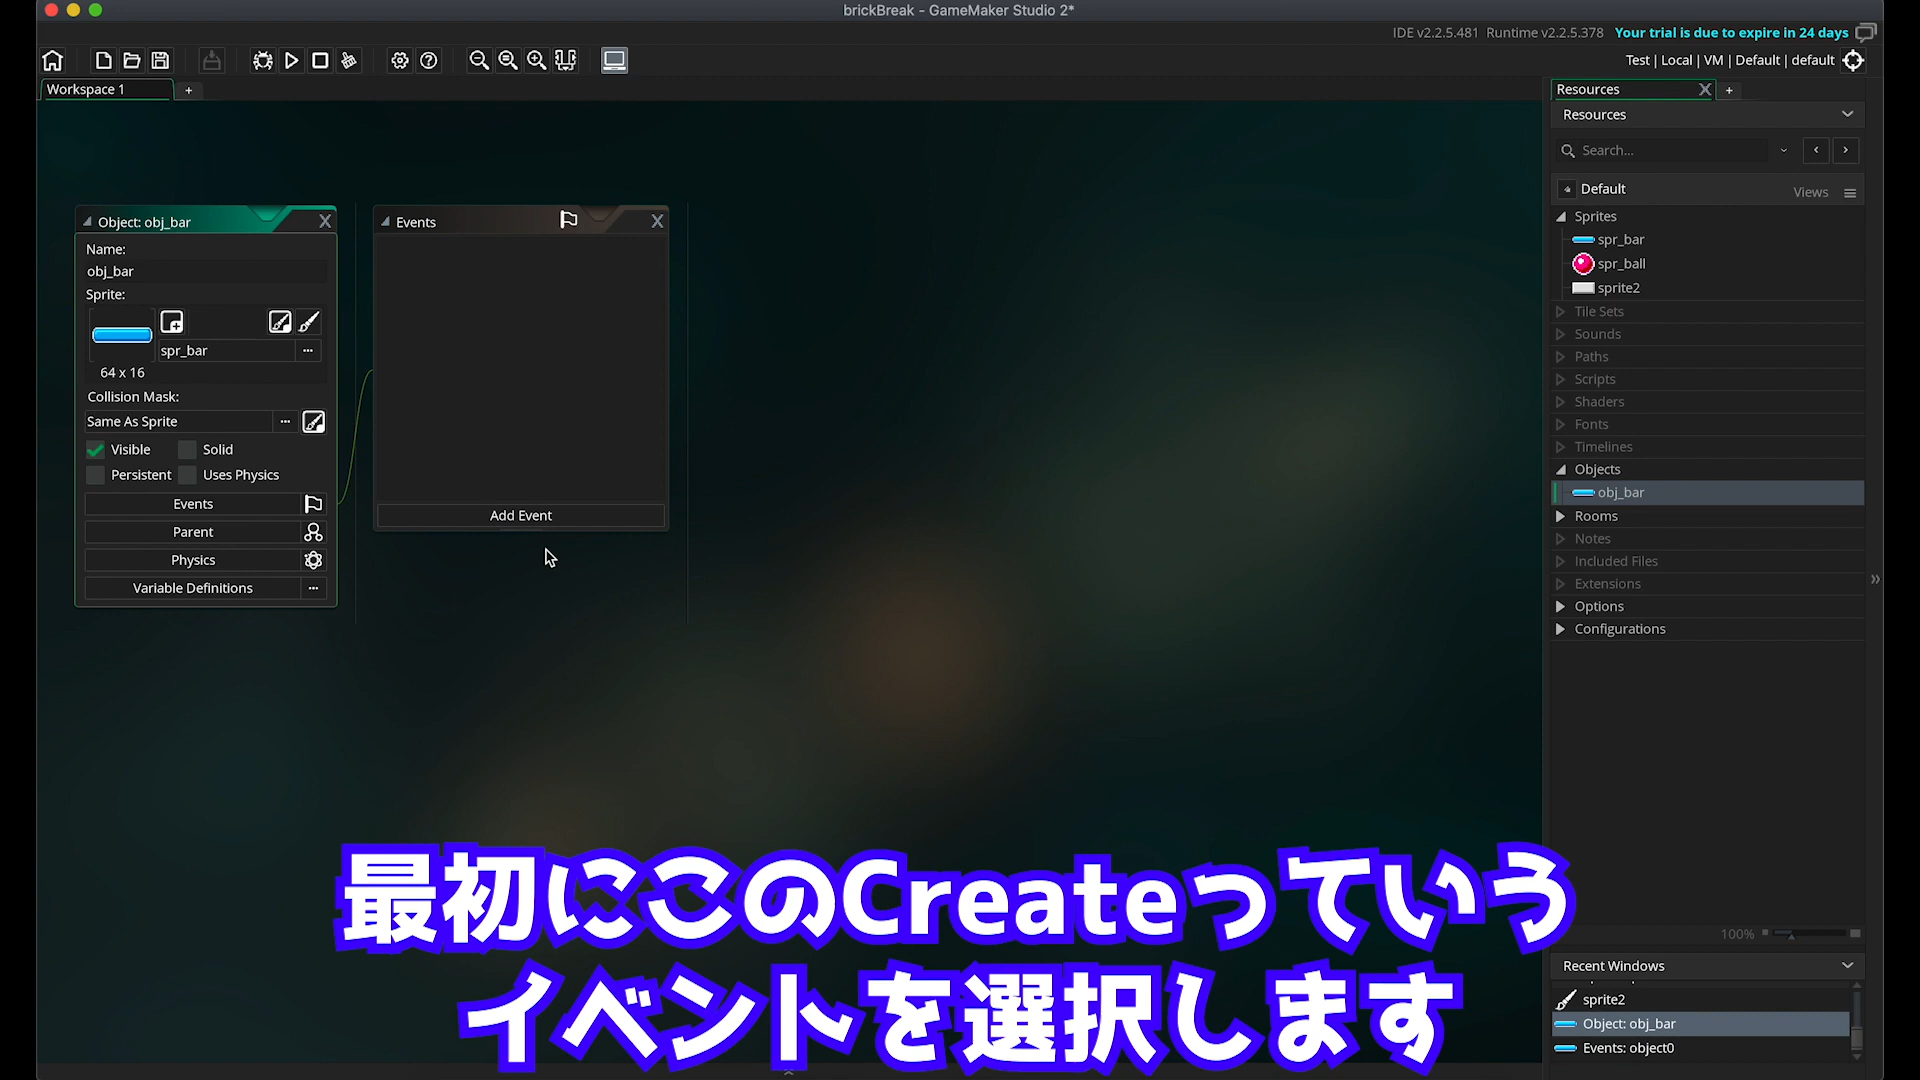 brickBreak - GameMaker Studio 2*
IDE v2.2.5.481 Runtime v2.2.5.378 Your trial is due to expire in 24 days
Test | Local | VM | Default | default
Workspace 1
+
Resources X +
Resources
Search...
Default
Views
Sprites
spr_bar
spr_ball
sprite2
Tile Sets
Sounds
Paths
Scripts
Shaders
Fonts
Timelines
Objects
obj_bar
Rooms
Notes
Included Files
Extensions
Options
Configurations
100%
Recent Windows
sprite2
Object: obj_bar
Events: object0
Object: obj_bar X
Name:
obj_bar
Sprite:
spr_bar
64 x 16
Collision Mask:
Same As Sprite
Visible Solid
Persistent Uses Physics
Events
Parent
Physics
Variable Definitions
Events X
Add Event
最初にこのCreateっていう
イベントを選択します